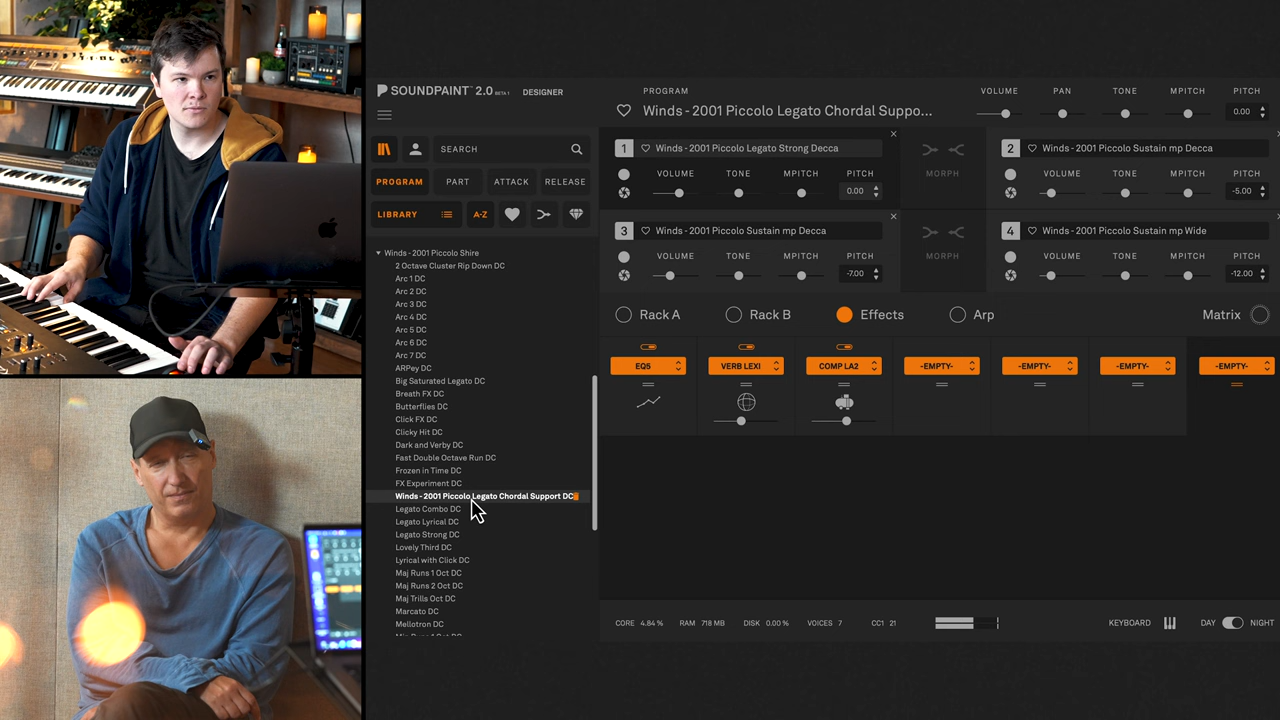 SOUNDPAINT™ 2.0 BETA 1 DESIGNER
PROGRAM
Winds - 2001 Piccolo Legato Chordal Suppo...
VOLUME PAN TONE MPITCH PITCH
0.00
SEARCH
PROGRAM PART ATTACK RELEASE
LIBRARY A-Z
Winds - 2001 Piccolo Shire
2 Octave Cluster Rip Down DC
Arc 1 DC
Arc 2 DC
Arc 3 DC
Arc 4 DC
Arc 5 DC
Arc 6 DC
Arc 7 DC
ARPey DC
Big Saturated Legato DC
Breath FX DC
Butterflies DC
Click FX DC
Clicky Hit DC
Dark and Verby DC
Fast Double Octave Run DC
Frozen in Time DC
FX Experiment DC
Winds - 2001 Piccolo Legato Chordal Support DC
Legato Combo DC
Legato Lyrical DC
Legato Strong DC
Lovely Third DC
Lyrical with Click DC
Maj Runs 1 Oct DC
Maj Runs 2 Oct DC
Maj Trills Oct DC
Marcato DC
Mellotron DC
1 Winds - 2001 Piccolo Legato Strong Decca
VOLUME TONE MPITCH PITCH
0.00
MORPH
2 Winds - 2001 Piccolo Sustain mp Decca
VOLUME TONE MPITCH PITCH
-5.00
3 Winds - 2001 Piccolo Sustain mp Decca
VOLUME TONE MPITCH PITCH
-7.00
MORPH
4 Winds - 2001 Piccolo Sustain mp Wide
VOLUME TONE MPITCH PITCH
-12.00
Rack A Rack B Effects Arp Matrix
EQ5 VERB LEXI COMP LA2 -EMPTY- -EMPTY- -EMPTY- -EMPTY-
CORE 4.84 % RAM 718 MB DISK 0.00 % VOICES 7 CC1 21 KEYBOARD DAY NIGHT